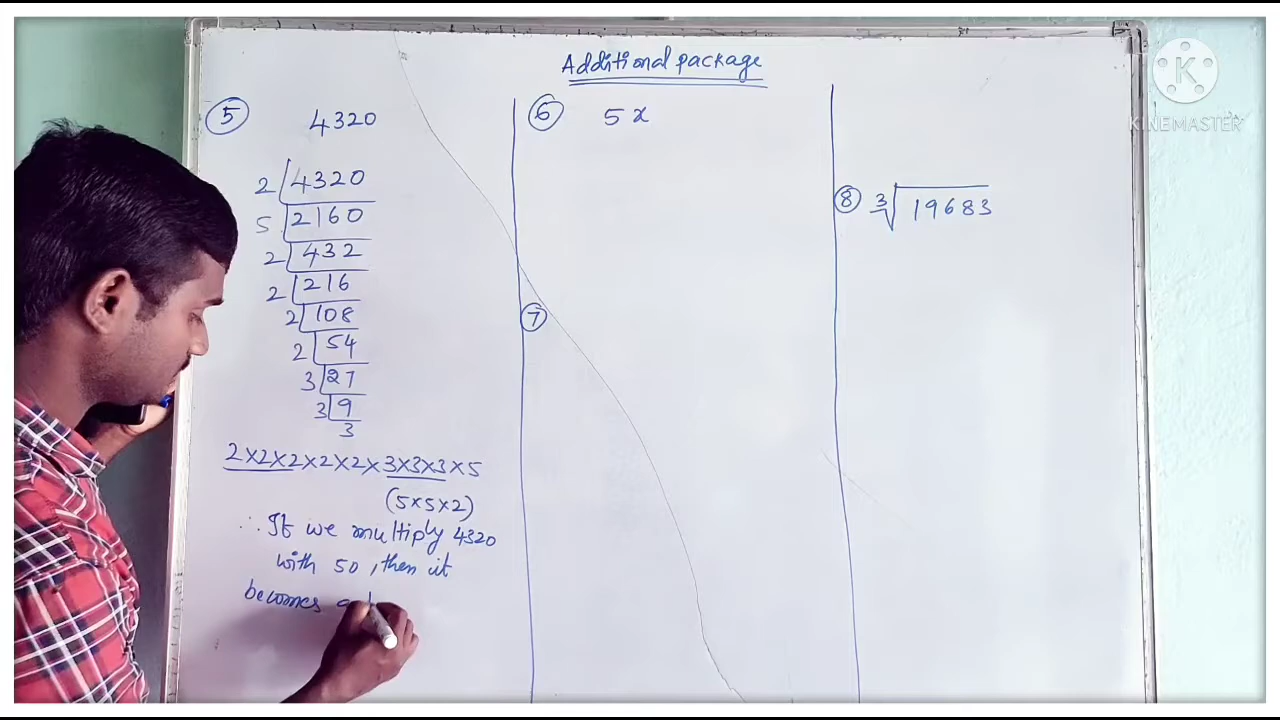 Additional package
5 4320
2 4320
5 2160
2 432
2 216
2 108
2 54
3 27
3 9
3
2×2×2×2×2×3×3×3×5
(5×5×2)
∴ If we multiply 4320
with 50, then it
becomes a
6 5x
7
8 ∛19683
K
KINEMASTER